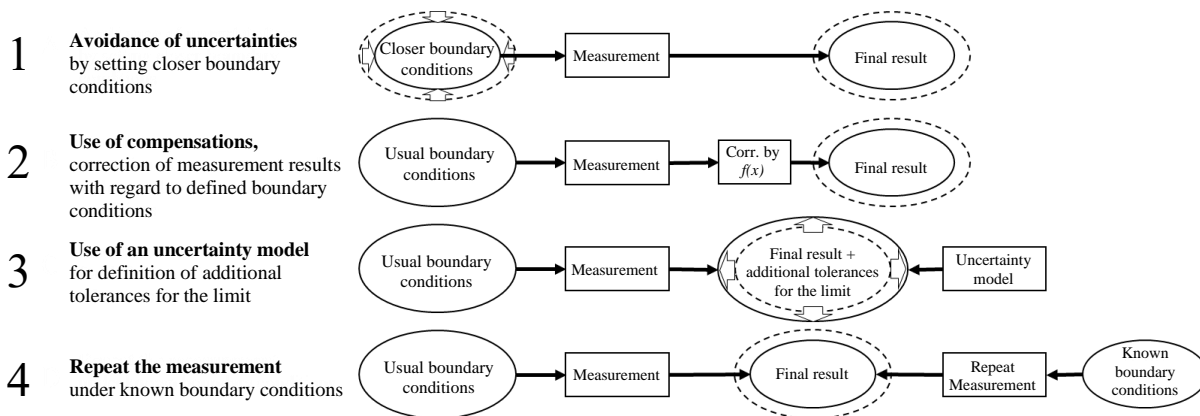 1
Avoidance of uncertainties
by setting closer boundary
conditions
Closer boundary
conditions
Measurement
Final result
2
Use of compensations,
correction of measurement results
with regard to defined boundary
conditions
Usual boundary
conditions
Measurement
Corr. by
f(x)
Final result
3
Use of an uncertainty model
for definition of additional
tolerances for the limit
Usual boundary
conditions
Measurement
Final result +
additional tolerances
for the limit
Uncertainty
model
4
Repeat the measurement
under known boundary conditions
Usual boundary
conditions
Measurement
Final result
Repeat
Measurement
Known
boundary
conditions